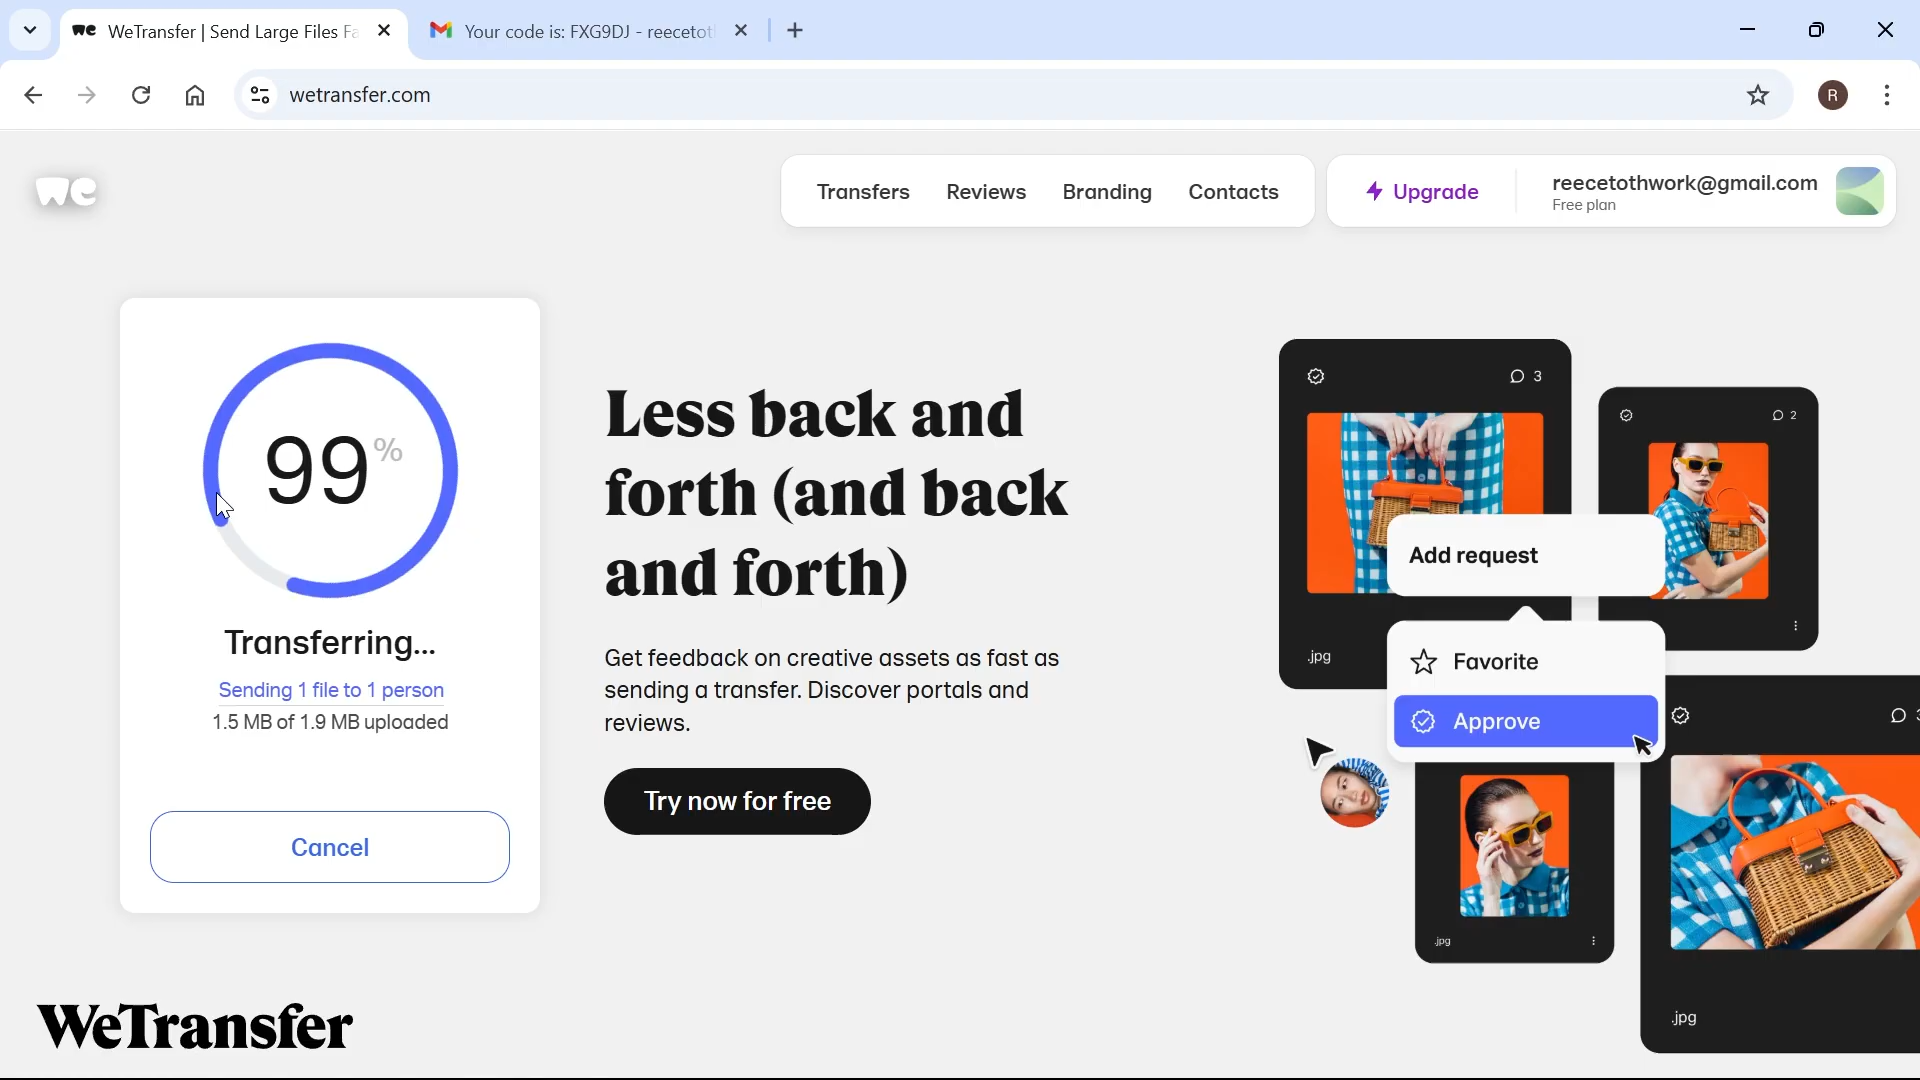 WeTransfer | Send Large Files Fa
Your code is: FXG9DJ - reecetot
wetransfer.com
R
we
Transfers
Reviews
Branding
Contacts
Upgrade
reecetothwork@gmail.com
Free plan
99%
Transferring...
Sending 1 file to 1 person
1.5 MB of 1.9 MB uploaded
Cancel
Less back and
forth (and back
and forth)
Get feedback on creative assets as fast as
sending a transfer. Discover portals and
reviews.
Try now for free
3
2
Add request
.jpg
Favorite
Approve
3
.jpg
.jpg
WeTransfer